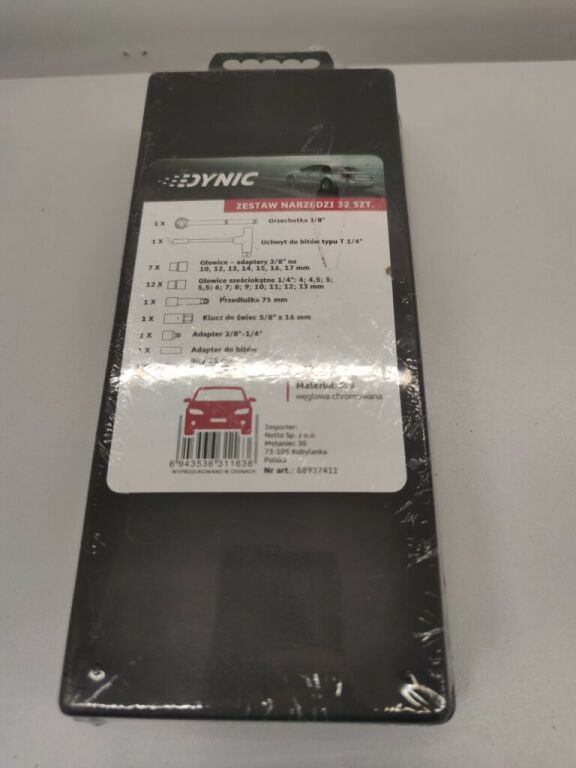 DYNIC
ZESTAW NARZĘDZI 32 SZT.
1 X Grzechotka 3/8"
1 X Uchwyt do bitów typu T 1/4"
7 X Głowice – adaptery 3/8" na
10, 12, 13, 14, 15, 16, 17 mm
12 X Głowice sześciokątne 1/4": 4; 4,5; 5;
5,5; 6; 7; 8; 9; 10; 11; 12; 13 mm
1 X Przedłużka 75 mm
1 X Klucz do świec 5/8" x 16 mm
1 X Adapter 3/8"-1/4"
1 X Adapter do bitów
Bity 25
Materiał:
węglowa chromowana
Importer:
Netto Sp. z o.o.
Motaniec 30
73-108 Kobylanka
Polska
Nr art.: 68937411
6 943536 311636
WYPRODUKOWANO W CHINACH